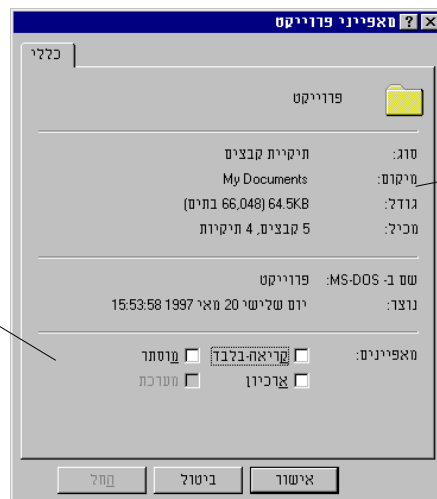 מאפייני פרוייקט
כללי
פרוייקט
סוג: תיקיית קבצים
מיקום: My Documents
גודל: 64.5KB (66,048 בתים)
מכיל: 5 קבצים, 4 תיקיות
שם ב- MS-DOS: פרוייקט
נוצר: יום שלישי 20 מאי 1997 15:53:58
מאפיינים: קריאה-בלבד מוסתר
ארכיון מערכת
אישור ביטול החל